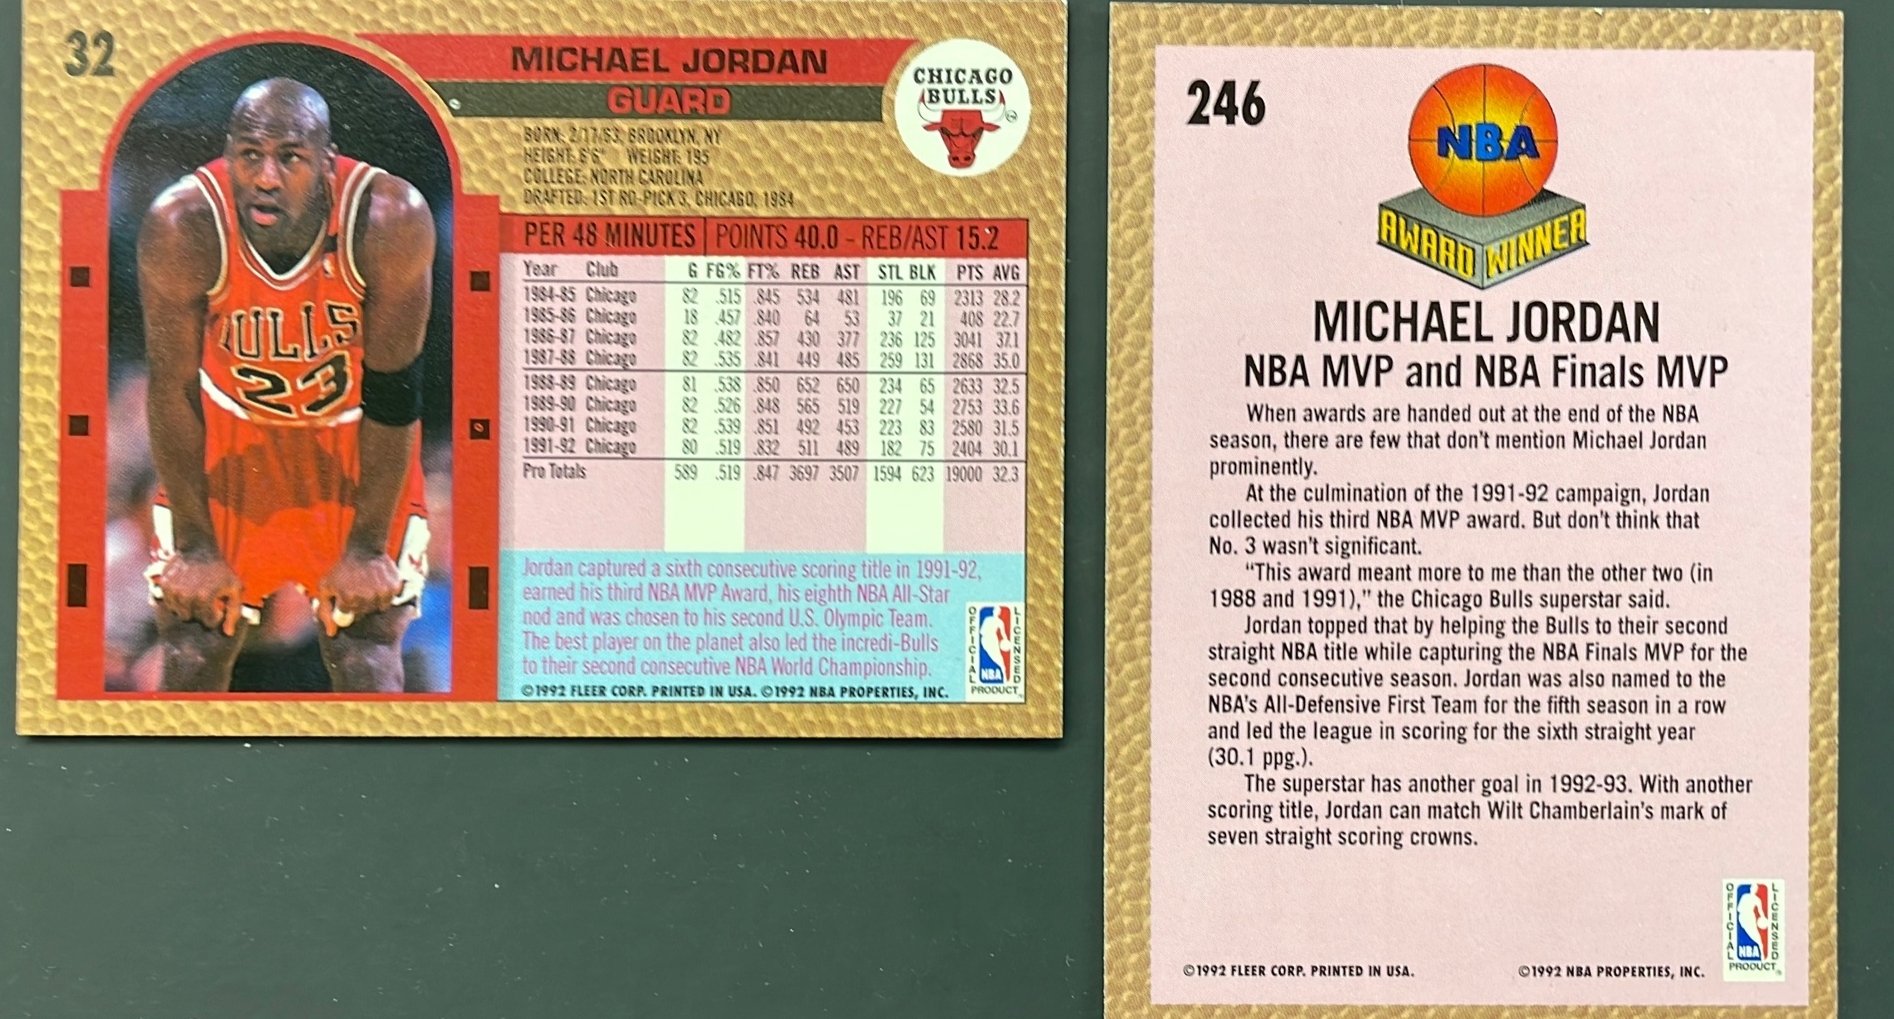 32
MICHAEL JORDAN
GUARD
CHICAGO
BULLS
BORN: 2/17/63, BROOKLYN, NY
HEIGHT: 6'6" WEIGHT: 195
COLLEGE: NORTH CAROLINA
DRAFTED: 1ST RD-PICK 3, CHICAGO, 1984
PER 48 MINUTES POINTS 40.0 - REB/AST 15.2
Year Club G FG% FT% REB AST STL BLK PTS AVG
1984-85 Chicago 82 .515 .845 534 481 196 69 2313 28.2
1985-86 Chicago 18 .457 .840 64 53 37 21 408 22.7
1986-87 Chicago 82 .482 .857 430 377 236 125 3041 37.1
1987-88 Chicago 82 .535 .841 449 485 259 131 2868 35.0
1988-89 Chicago 81 .538 .850 652 650 234 65 2633 32.5
1989-90 Chicago 82 .526 .848 565 519 227 54 2753 33.6
1990-91 Chicago 82 .539 .851 492 453 223 83 2580 31.5
1991-92 Chicago 80 .519 .832 511 489 182 75 2404 30.1
Pro Totals 589 .519 .847 3697 3507 1594 623 19000 32.3
Jordan captured a sixth consecutive scoring title in 1991-92,
earned his third NBA MVP Award, his eighth NBA All-Star
nod and was chosen to his second U.S. Olympic Team.
The best player on the planet also led the incredi-Bulls
to their second consecutive NBA World Championship.
©1992 FLEER CORP. PRINTED IN USA. ©1992 NBA PROPERTIES, INC.
OFFICIAL
LICENSED
NBA
PRODUCT
BULLS
23
246
NBA
AWARD WINNER
MICHAEL JORDAN
NBA MVP and NBA Finals MVP
When awards are handed out at the end of the NBA
season, there are few that don't mention Michael Jordan
prominently.
At the culmination of the 1991-92 campaign, Jordan
collected his third NBA MVP award. But don't think that
No. 3 wasn't significant.
"This award meant more to me than the other two (in
1988 and 1991)," the Chicago Bulls superstar said.
Jordan topped that by helping the Bulls to their second
straight NBA title while capturing the NBA Finals MVP for the
second consecutive season. Jordan was also named to the
NBA's All-Defensive First Team for the fifth season in a row
and led the league in scoring for the sixth straight year
(30.1 ppg.).
The superstar has another goal in 1992-93. With another
scoring title, Jordan can match Wilt Chamberlain's mark of
seven straight scoring crowns.
©1992 FLEER CORP. PRINTED IN USA.
©1992 NBA PROPERTIES, INC.
OFFICIAL
LICENSED
NBA
PRODUCT